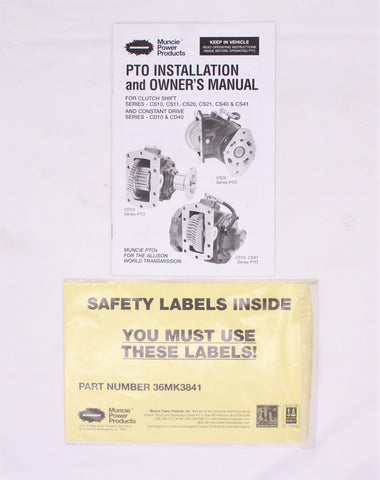 Muncie
Power
Products
KEEP IN VEHICLE
READ OPERATING INSTRUCTIONS
INSIDE BEFORE OPERATING PTO.
PTO INSTALLATION
and OWNER'S MANUAL
FOR CLUTCH SHIFT
SERIES - CS10, CS11, CS20, CS21, CS40 & CS41
AND CONSTANT DRIVE
SERIES - CD10 & CD40
CS20
Series PTO
CD10
Series PTO
CS10, CS41
Series PTO
MUNCIE PTOs
FOR THE ALLISON
WORLD TRANSMISSION
SAFETY LABELS INSIDE
YOU MUST USE
THESE LABELS!
PART NUMBER 36MK3841
Muncie
Power
Products